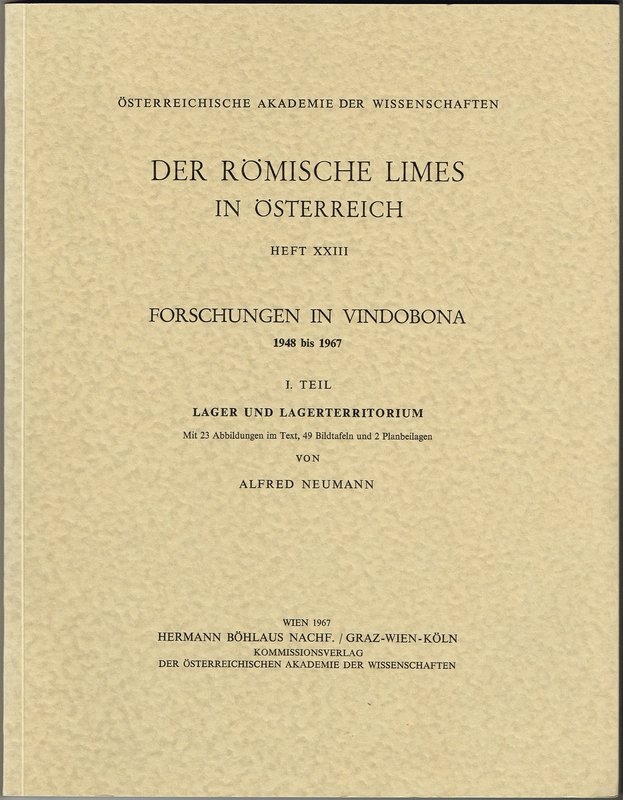 ÖSTERREICHISCHE AKADEMIE DER WISSENSCHAFTEN
DER RÖMISCHE LIMES
IN ÖSTERREICH
HEFT XXIII
FORSCHUNGEN IN VINDOBONA
1948 bis 1967
I. TEIL
LAGER UND LAGERTERRITORIUM
Mit 23 Abbildungen im Text, 49 Bildtafeln und 2 Planbeilagen
VON
ALFRED NEUMANN
WIEN 1967
HERMANN BÖHLAUS NACHF. / GRAZ-WIEN-KÖLN
KOMMISSIONSVERLAG
DER ÖSTERREICHISCHEN AKADEMIE DER WISSENSCHAFTEN